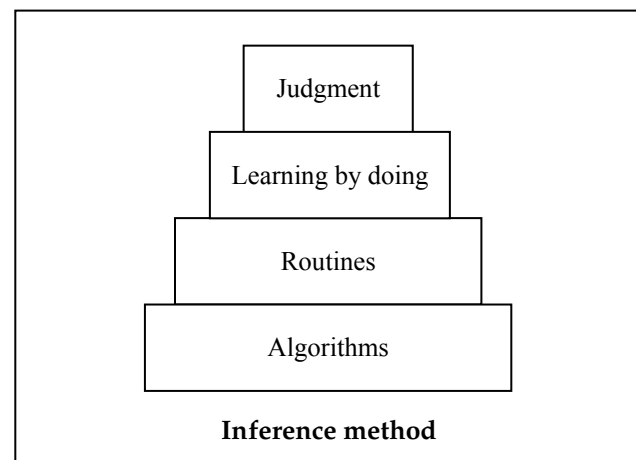 Judgment
Learning by doing
Routines
Algorithms
Inference method